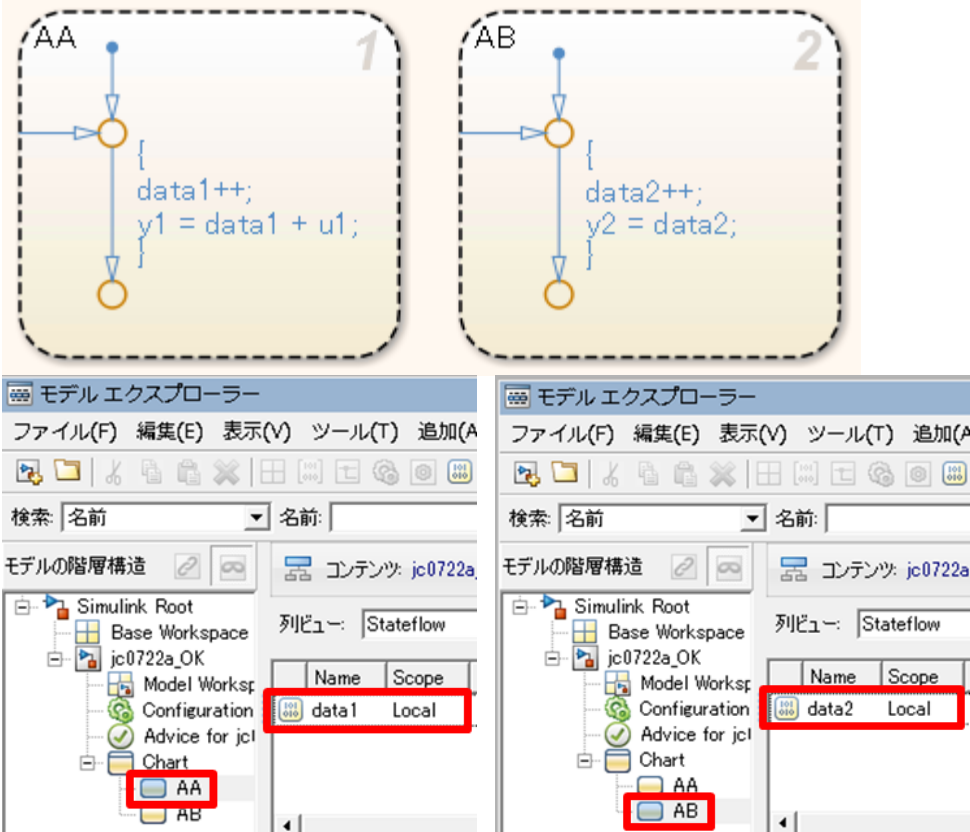 AA
1
{
data1++;
y1 = data1 + u1;
}
AB
2
{
data2++;
y2 = data2;
}
モデル エクスプローラー
ファイル(F) 編集(E) 表示(V) ツール(T) 追加(A
検索: 名前 名前:
モデルの階層構造
コンテンツ: jc0722a_
Simulink Root
列ビュー: Stateflow
Base Workspace
jc0722a_OK
Name Scope
Model Worksp
Configuration
data1 Local
Advice for jc
Chart
AA
AB
モデル エクスプローラー
ファイル(F) 編集(E) 表示(V) ツール(T) 追加(A
検索: 名前 名前:
モデルの階層構造
コンテンツ: jc0722a
Simulink Root
列ビュー: Stateflow
Base Workspace
jc0722a_OK
Name Scope
Model Worksp
Configuration
data2 Local
Advice for jc
Chart
AA
AB